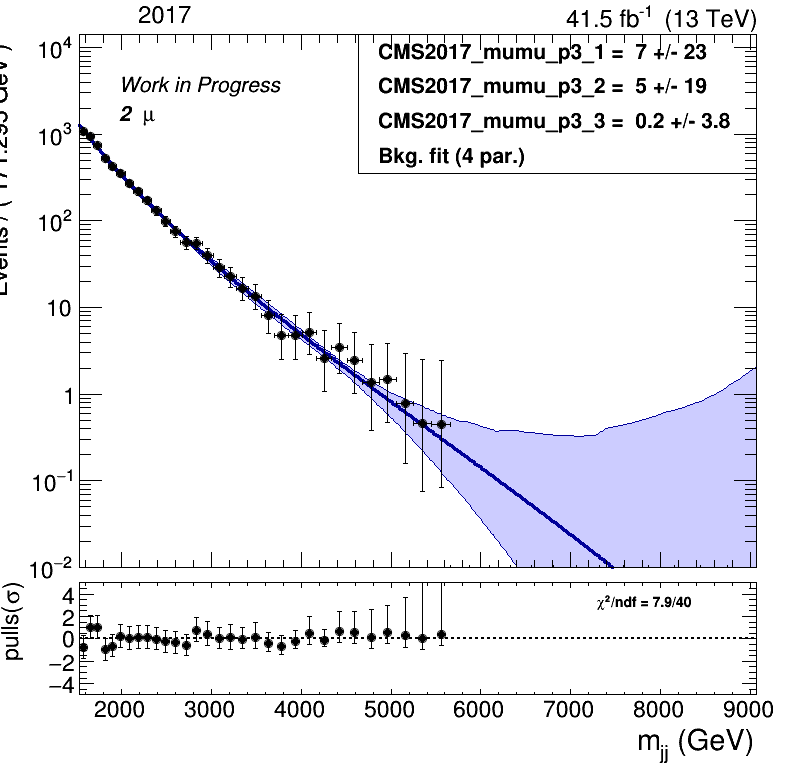 2017
41.5 fb⁻¹ (13 TeV)
CMS2017_mumu_p3_1 = 7 +/- 23
CMS2017_mumu_p3_2 = 5 +/- 19
CMS2017_mumu_p3_3 = 0.2 +/- 3.8
Bkg. fit (4 par.)
Work in Progress
2 μ
10⁴
10³
10²
10
1
10⁻¹
10⁻²
Events /
χ²/ndf = 7.9/40
pulls(σ)
4
2
0
−2
−4
2000 3000 4000 5000 6000 7000 8000 9000
m_jj (GeV)